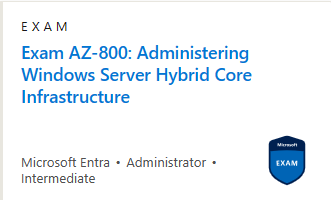 EXAM
Exam AZ-800: Administering
Windows Server Hybrid Core
Infrastructure
Microsoft Entra • Administrator •
Intermediate
Microsoft
EXAM